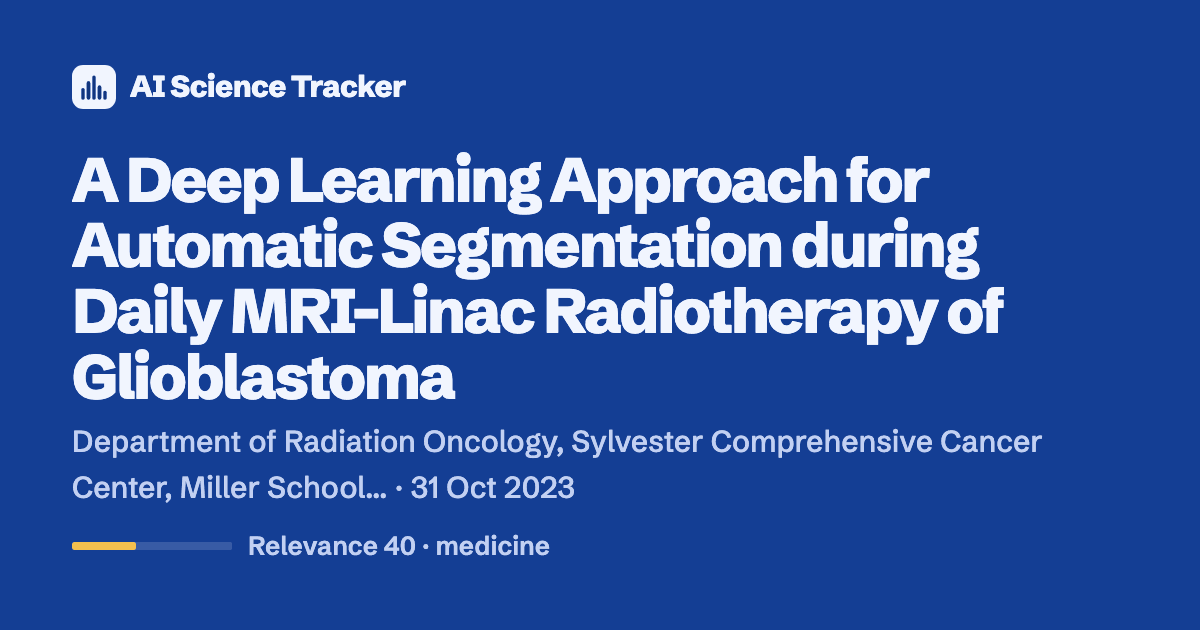 AI Science Tracker
A Deep Learning Approach for
Automatic Segmentation during
Daily MRI-Linac Radiotherapy of
Glioblastoma
Department of Radiation Oncology, Sylvester Comprehensive Cancer
Center, Miller School... · 31 Oct 2023
Relevance 40 · medicine